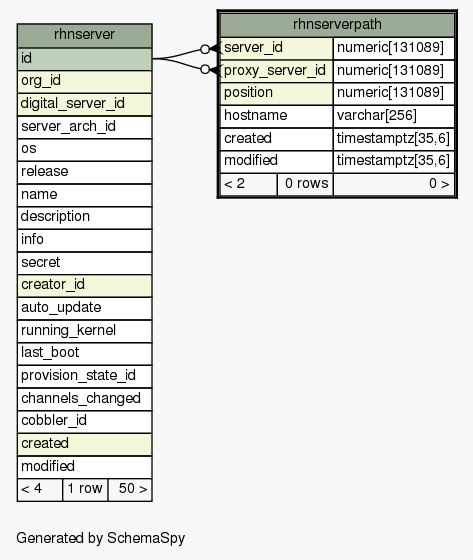 rhnserver
id
org_id
digital_server_id
server_arch_id
os
release
name
description
info
secret
creator_id
auto_update
running_kernel
last_boot
provision_state_id
channels_changed
cobbler_id
created
modified
< 4 1 row 50 >
rhnserverpath
server_id numeric[131089]
proxy_server_id numeric[131089]
position numeric[131089]
hostname varchar[256]
created timestamptz[35,6]
modified timestamptz[35,6]
< 2 0 rows 0 >
Generated by SchemaSpy